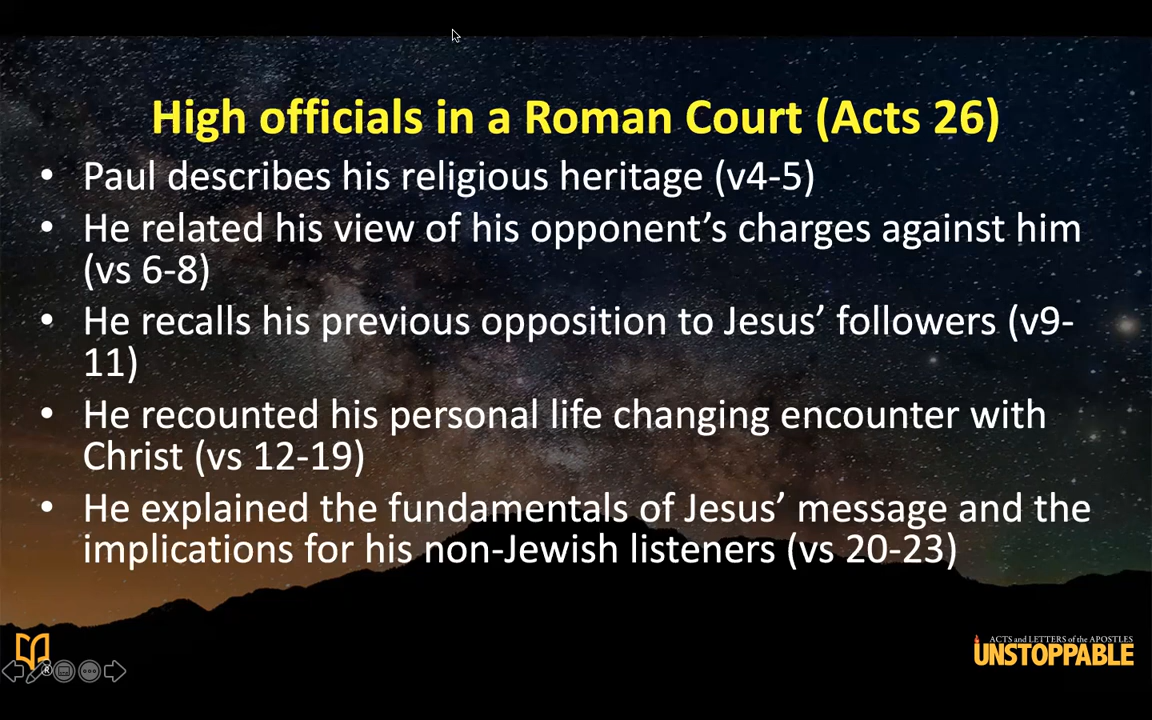 High officials in a Roman Court (Acts 26)
• Paul describes his religious heritage (v4-5)
• He related his view of his opponent’s charges against him
(vs 6-8)
• He recalls his previous opposition to Jesus’ followers (v9-
11)
• He recounted his personal life changing encounter with
Christ (vs 12-19)
• He explained the fundamentals of Jesus’ message and the
implications for his non-Jewish listeners (vs 20-23)
®
ACTS and LETTERS of the APOSTLES
UNSTOPPABLE